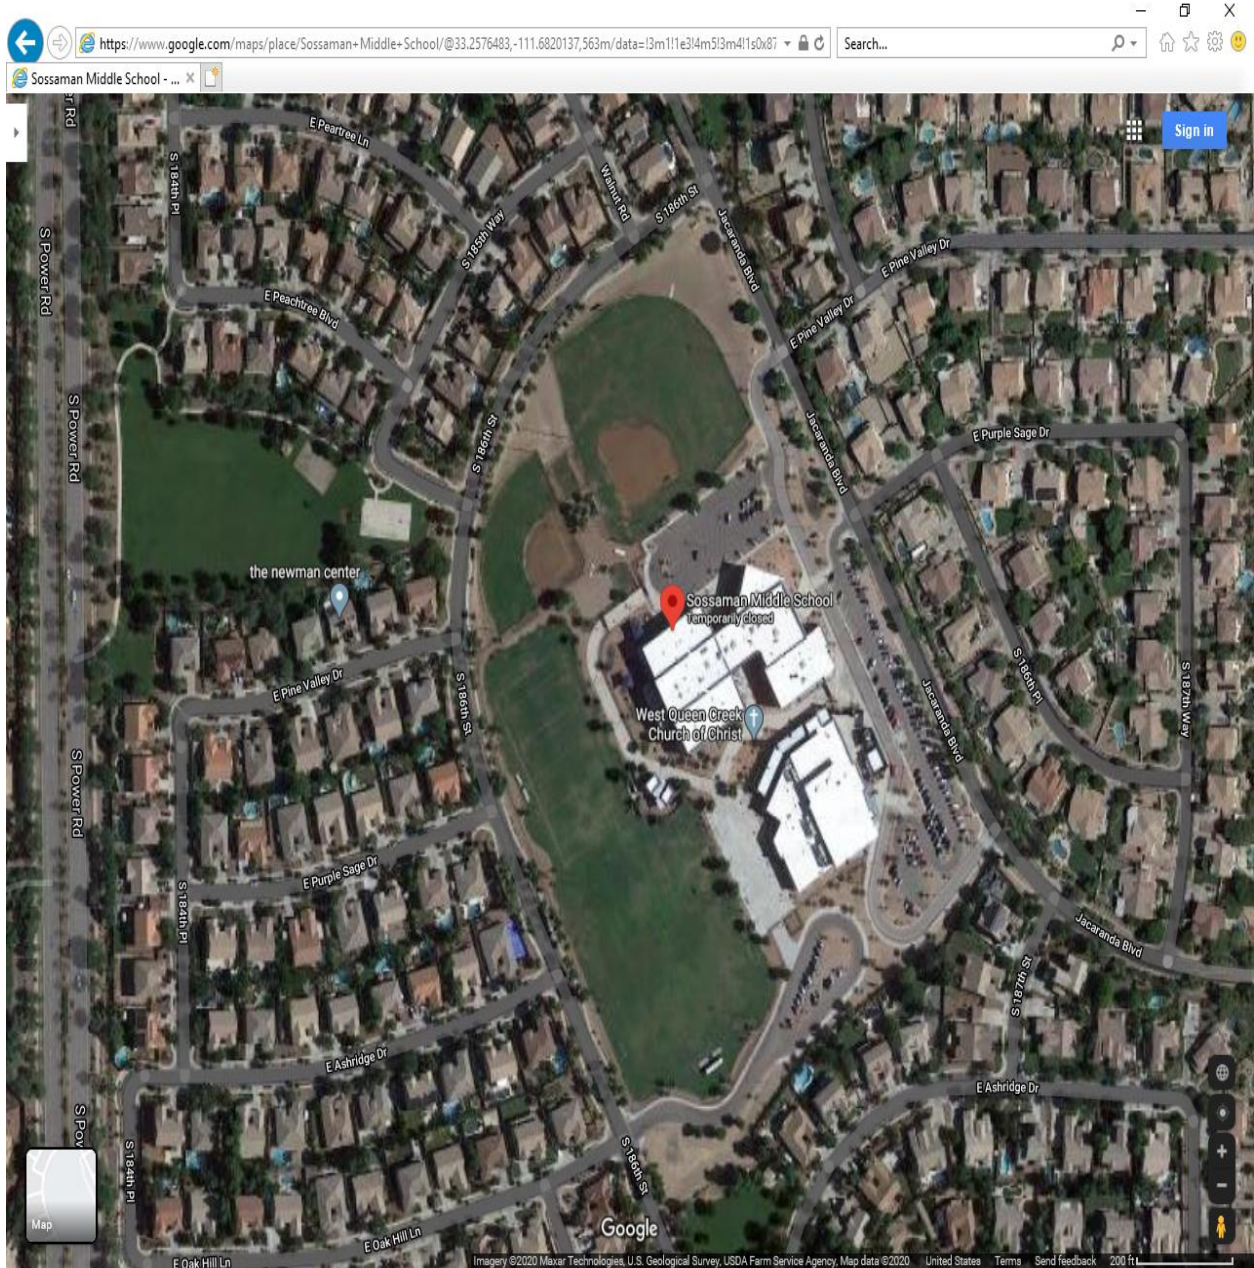 https://www.google.com/maps/place/Sossaman+Middle+School/@33.2576483,-111.6820137,563m/data=!3m1!1e3!4m5!3m4!1s0x87
Search...
Sossaman Middle School - ...
Sign in
er Rd
E Peartree Ln
S 184th Pl
Walnut Rd
S 186th St
S 185th Way
Jacaranda Blvd
S Power Rd
E Pine Valley Dr
E Peachtree Blvd
E Pine Valley Dr
S Power Rd
S 186th St
Jacaranda Blvd
E Purple Sage Dr
the newman center
Sossaman Middle School
Temporarily closed
E Pine Valley Dr
S 186th St
S 186th Pl
S 187th Way
West Queen Creek
Church of Christ
Jacaranda Blvd
S Power Rd
E Purple Sage Dr
S 184th Pl
Jacaranda Blvd
S 187th St
E Ashridge Dr
E Ashridge Dr
S Pow
S 184th Pl
S 186th St
Map
Google
E Oak Hill Ln
E Oak Hill Ln
Imagery ©2020 Maxar Technologies, U.S. Geological Survey, USDA Farm Service Agency, Map data ©2020 United States Terms Send feedback 200 ft